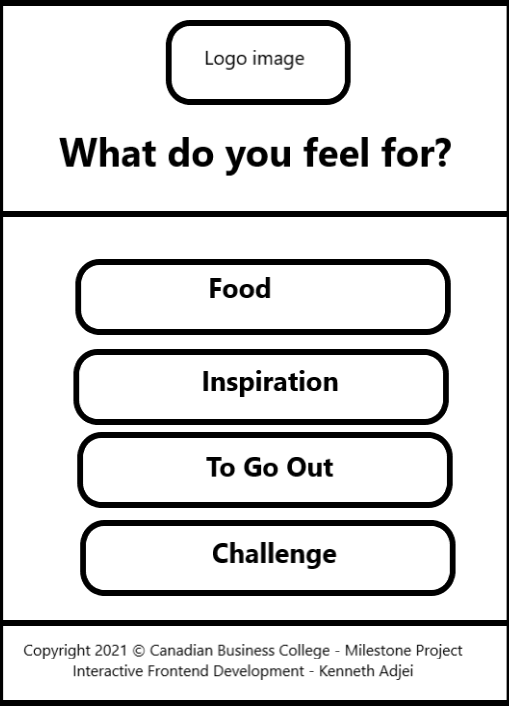 Logo image
What do you feel for?
Food
Inspiration
To Go Out
Challenge
Copyright 2021 © Canadian Business College - Milestone Project
Interactive Frontend Development - Kenneth Adjei